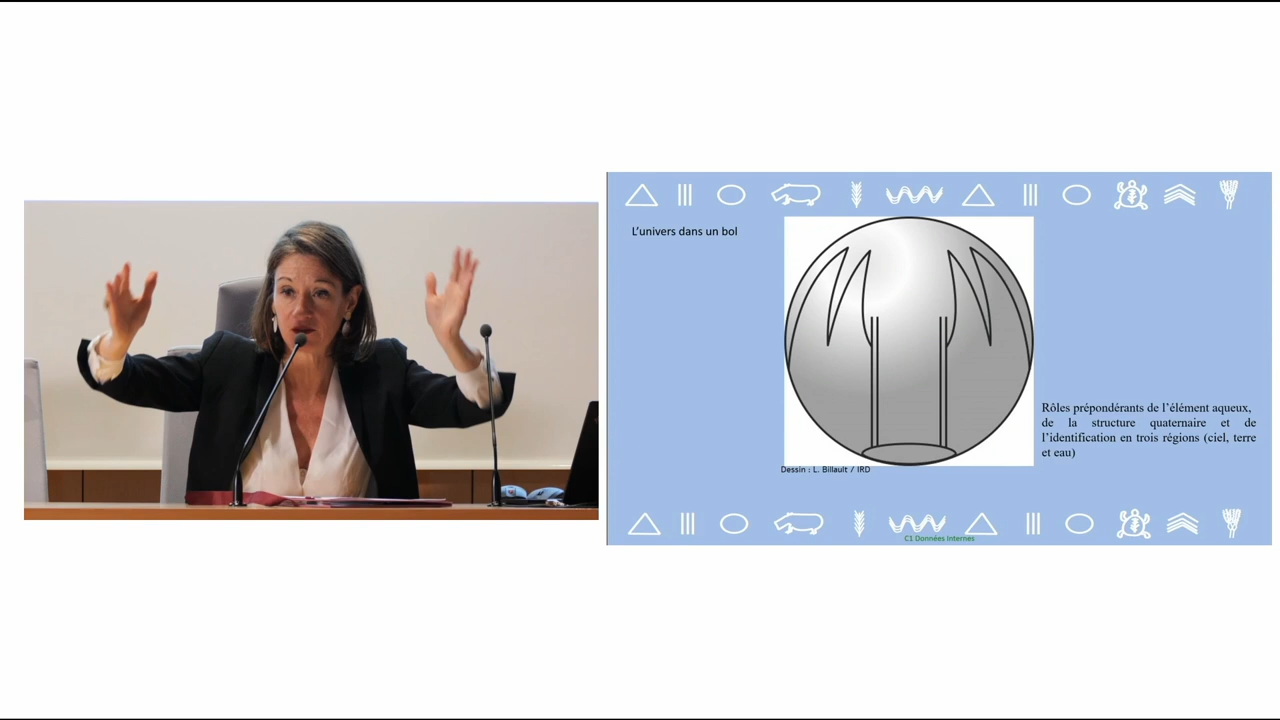 L'univers dans un bol
Rôles prépondérants de l'élément aqueux,
de la structure quaternaire et de
l'identification en trois régions (ciel, terre
et eau)
Dessin : L. Billault / IRD
C1 Données Internes